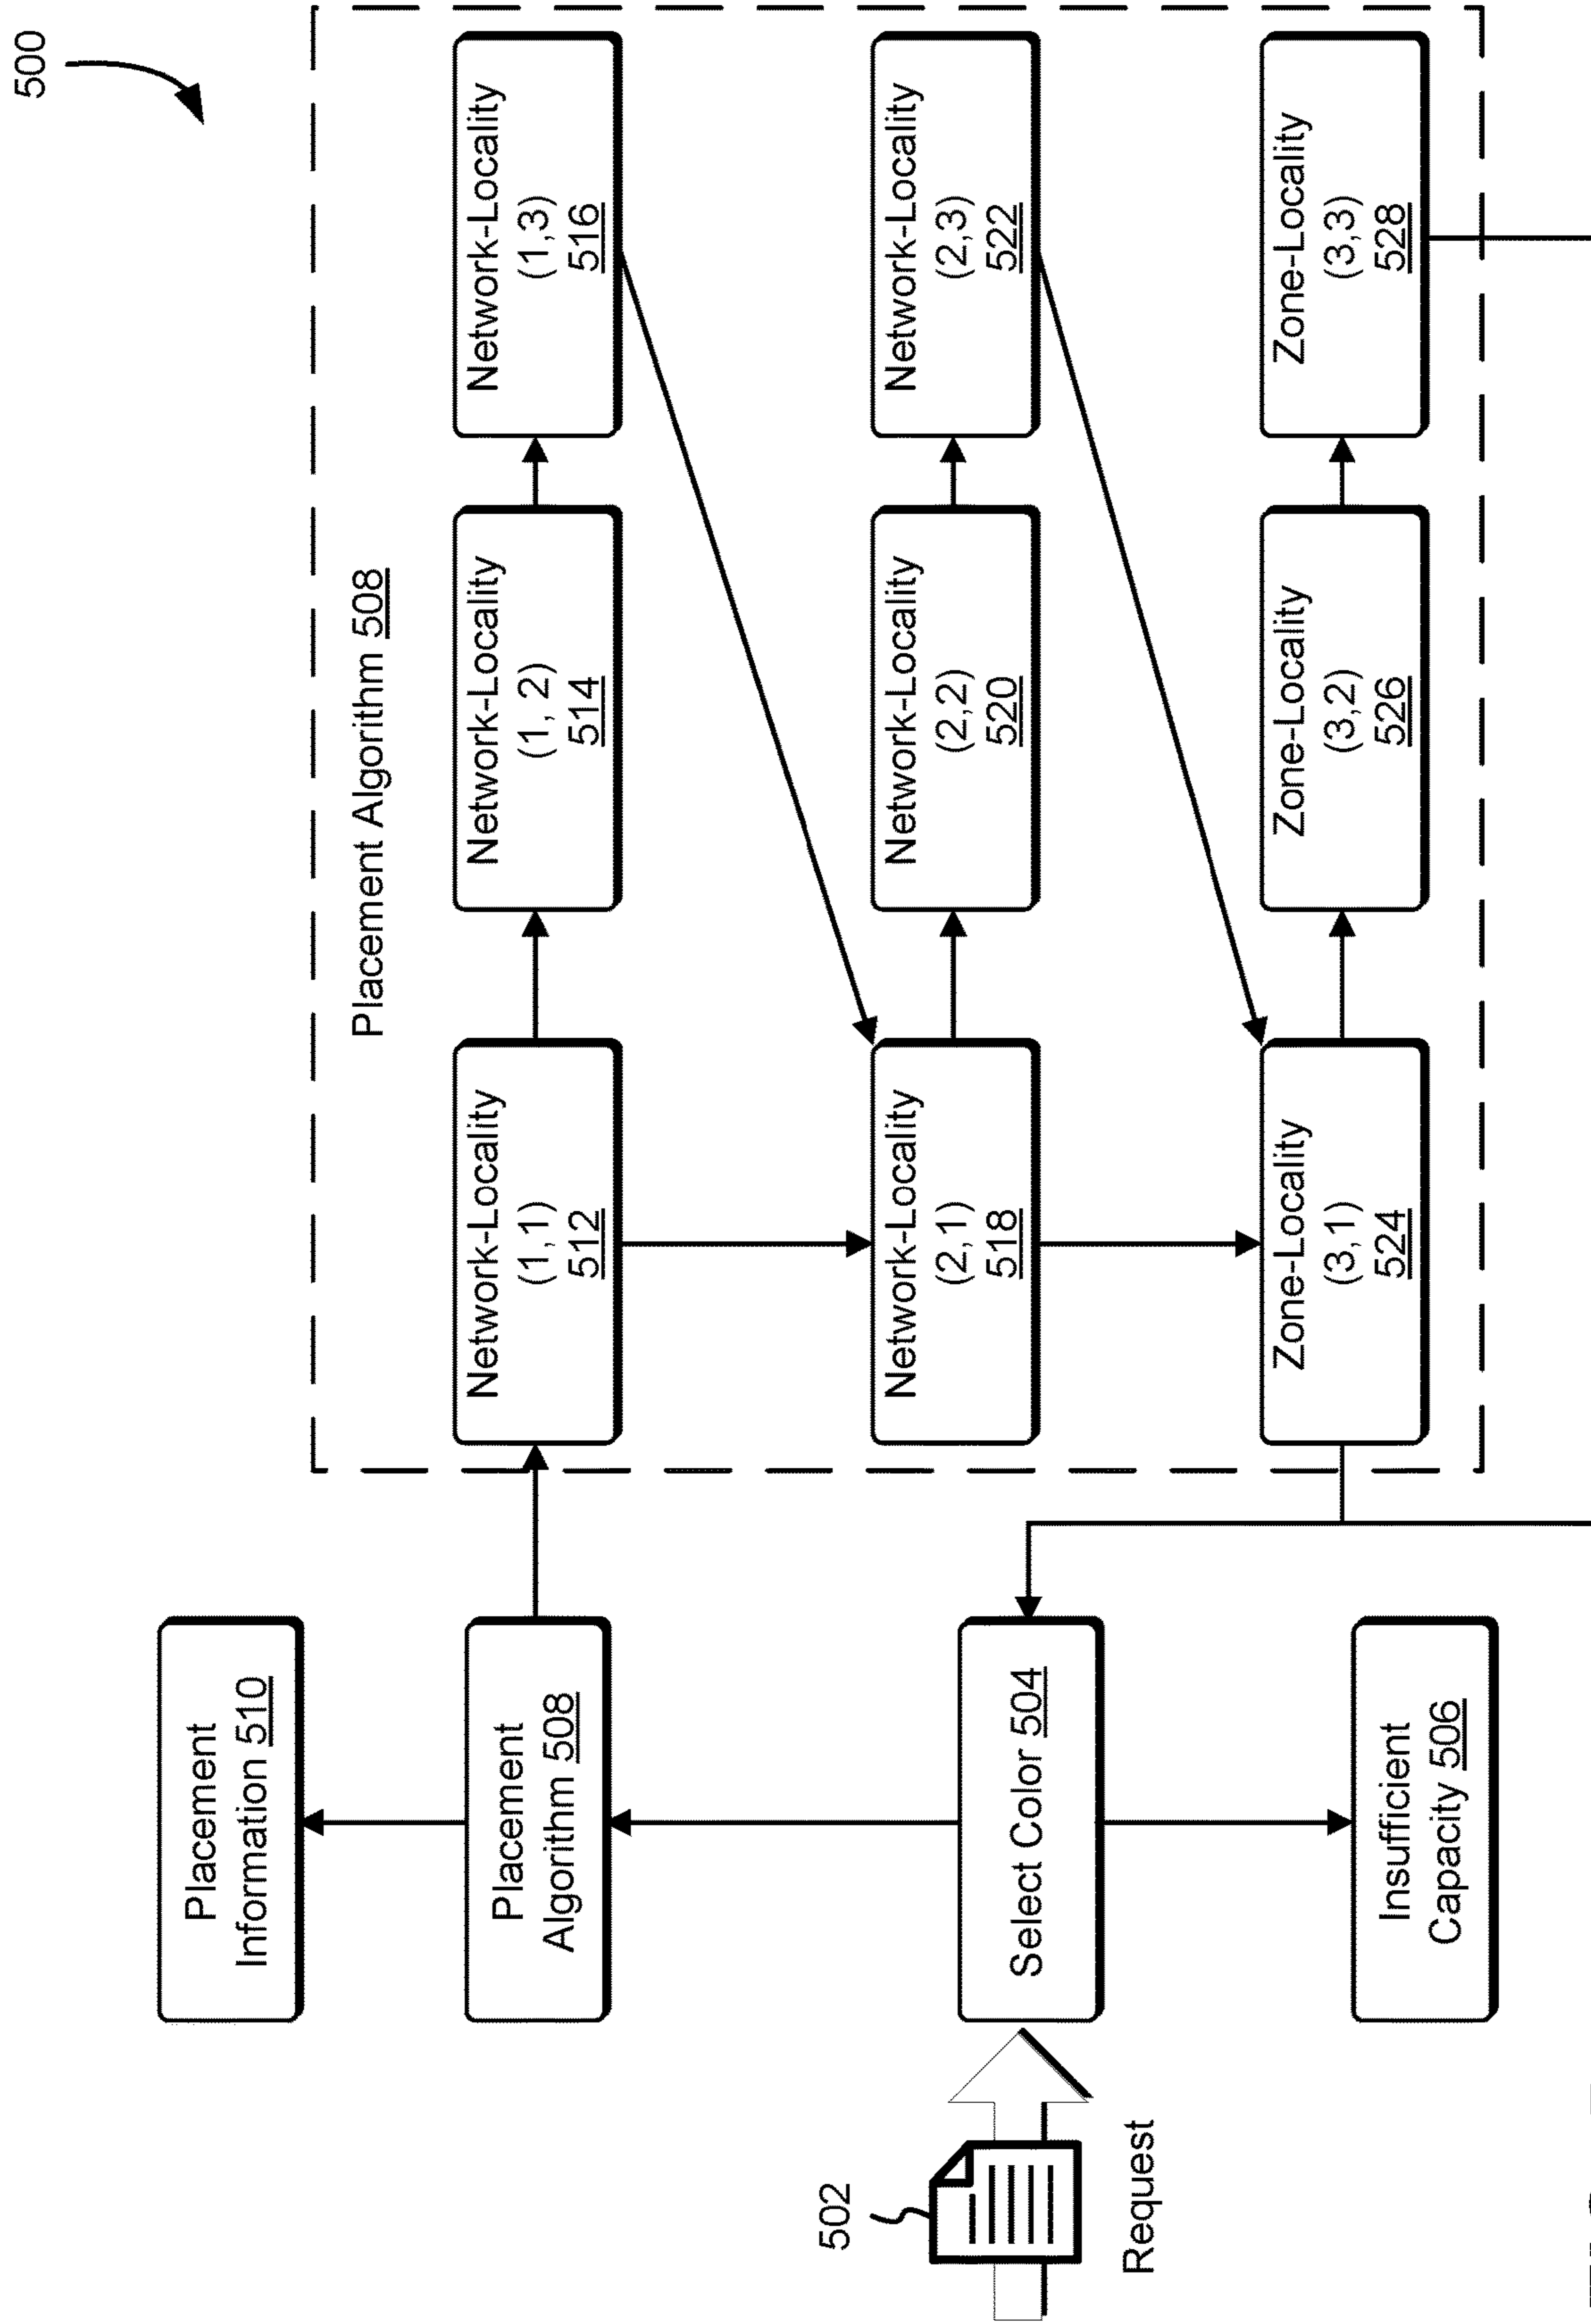 500
Placement
Information 510
Placement
Algorithm 508
Placement Algorithm 508
Network-Locality
(1,1)
512
Network-Locality
(1, 2)
514
Network-Locality
(1,3)
516
502
Request
Select Color 504
Network-Locality
(2,1)
518
Network-Locality
(2,2)
520
Network-Locality
(2,3)
522
Insufficient
Capacity 506
Zone-Locality
(3,1)
524
Zone-Locality
(3,2)
526
Zone-Locality
(3,3)
528